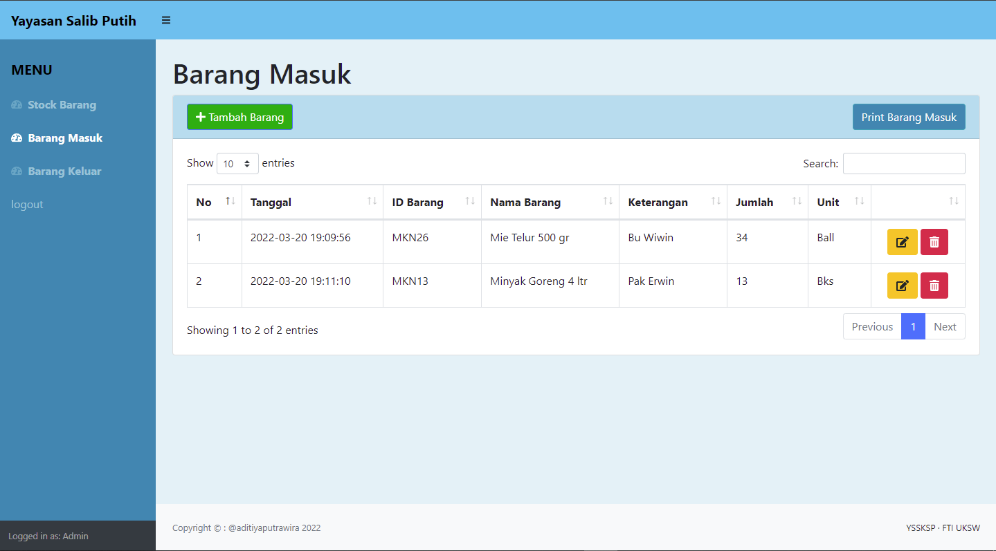 Yayasan Salib Putih
MENU
Stock Barang
Barang Masuk
Barang Keluar
logout
Logged in as: Admin
Barang Masuk
Tambah Barang
Print Barang Masuk
Show 10 entries
Search:
No Tanggal ID Barang Nama Barang Keterangan Jumlah Unit
1 2022-03-20 19:09:56 MKN26 Mie Telur 500 gr Bu Wiwin 34 Ball
2 2022-03-20 19:11:10 MKN13 Minyak Goreng 4 ltr Pak Erwin 13 Bks
Showing 1 to 2 of 2 entries
Previous 1 Next
Copyright © : @aditiyaputrawira 2022
YSSKSP · FTI UKSW